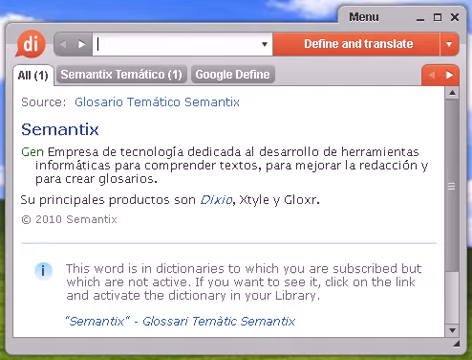 Menu
di
Define and translate
All (1)
Semantix Temático (1)
Google Define
Source: Glosario Temático Semantix
Semantix
Gen Empresa de tecnología dedicada al desarrollo de herramientas
informáticas para comprender textos, para mejorar la redacción y
para crear glosarios.
Su principales producto son Dixio, Xtyle y Gloxr.
© 2010 Semantix
i
This word is in dictionaries to which you are subscribed but
which are not active. If you want to see it, click on the link
and activate the dictionary in your Library.
"Semantix" - Glossari Temàtic Semantix